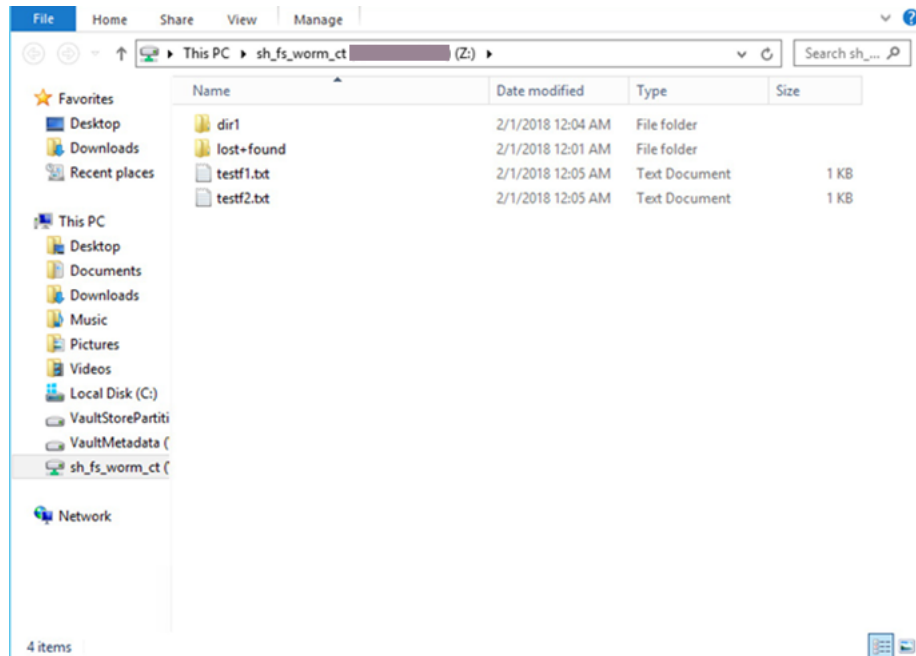 File Home Share View Manage
This PC sh_fs_worm_ct (Z:) Search sh_...
Name Date modified Type Size
dir1 2/1/2018 12:04 AM File folder
lost+found 2/1/2018 12:01 AM File folder
testf1.txt 2/1/2018 12:05 AM Text Document 1 KB
testf2.txt 2/1/2018 12:05 AM Text Document 1 KB
Favorites
Desktop
Downloads
Recent places
This PC
Desktop
Documents
Downloads
Music
Pictures
Videos
Local Disk (C:)
VaultStorePartiti
VaultMetadata (
sh_fs_worm_ct (
Network
4 items